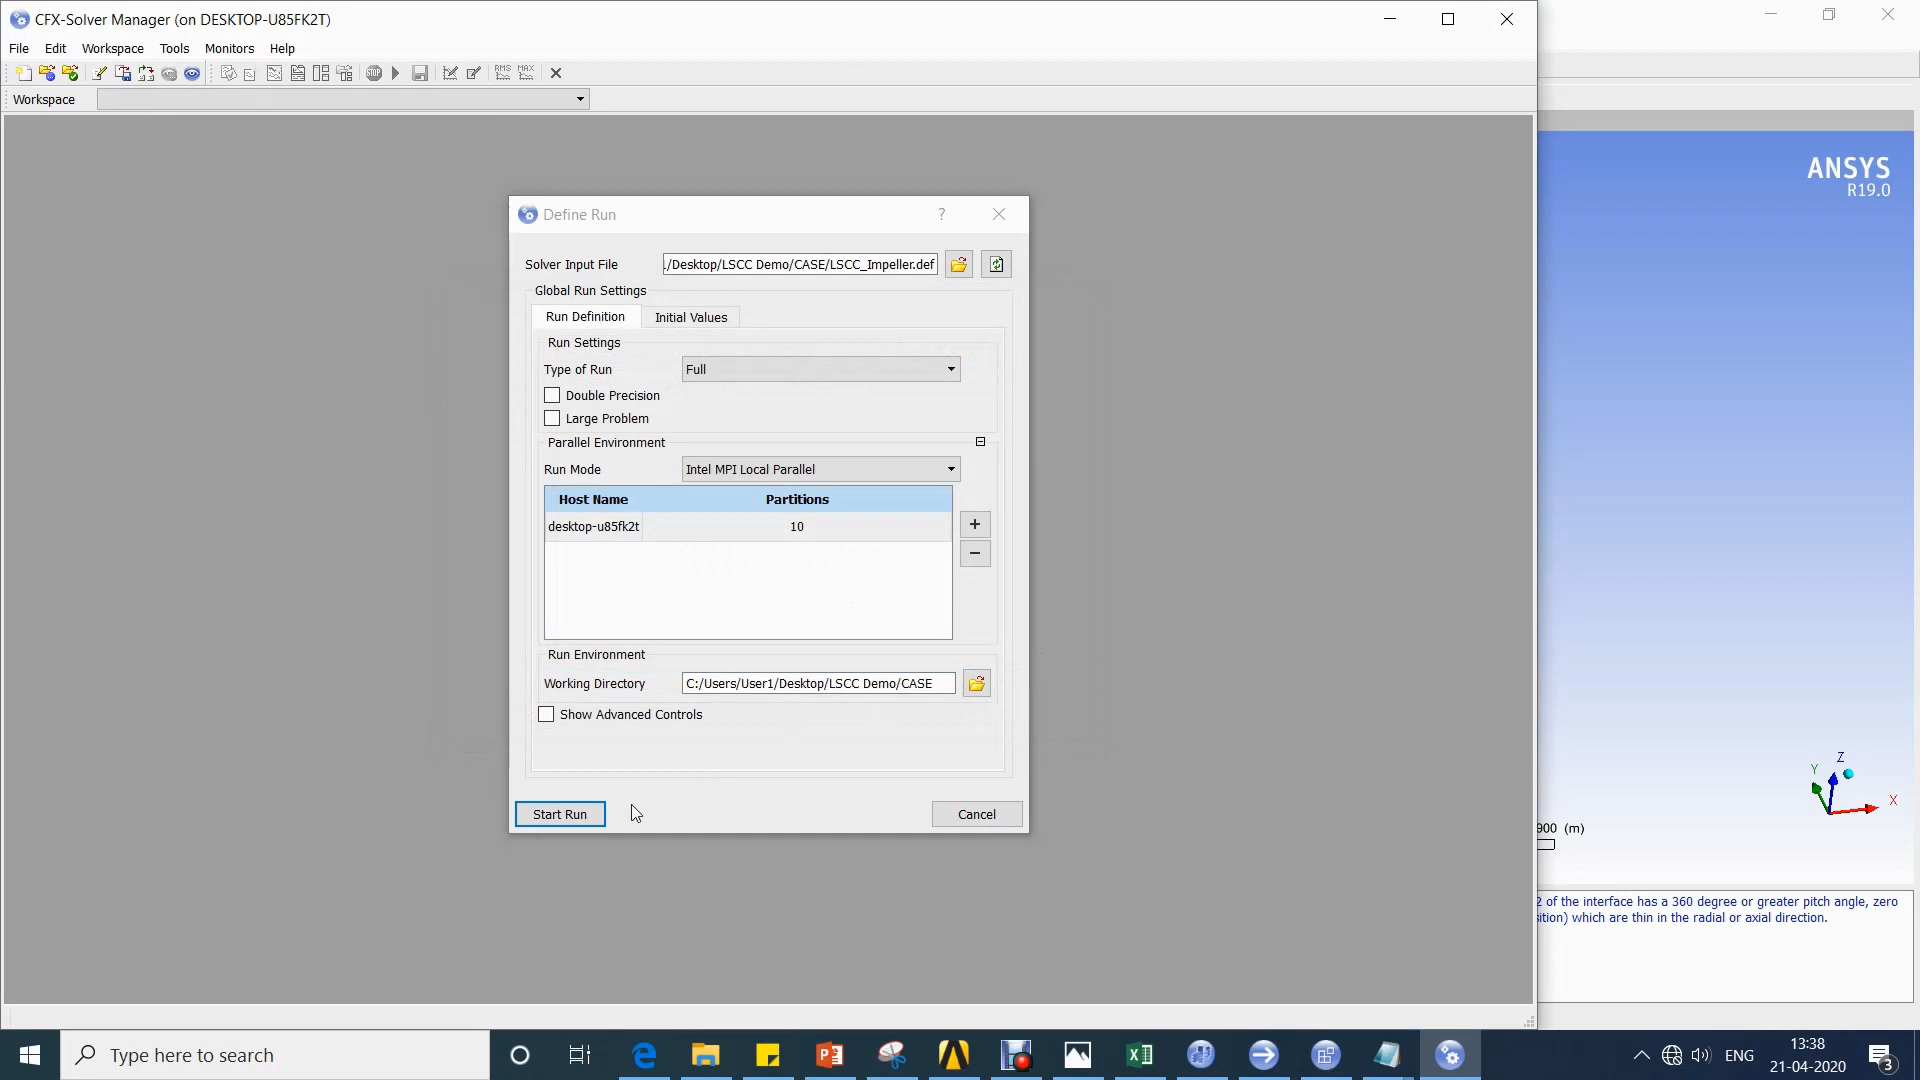 CFX-Solver Manager (on DESKTOP-U85FK2T)
File Edit Workspace Tools Monitors Help
RMS MAX
STOP
Workspace
ANSYS
R19.0
Define Run
?
Solver Input File
/Desktop/LSCC Demo/CASE/LSCC_Impeller.def
Global Run Settings
Run Definition Initial Values
Run Settings
Type of Run Full
Double Precision
Large Problem
Parallel Environment
Run Mode Intel MPI Local Parallel
Host Name Partitions
desktop-u85fk2t 10
+
−
Run Environment
Working Directory C:/Users/User1/Desktop/LSCC Demo/CASE
Show Advanced Controls
Start Run Cancel
Z
Y
X
900 (m)
2 of the interface has a 360 degree or greater pitch angle, zero
sition) which are thin in the radial or axial direction.
Type here to search
ENG
13:38
21-04-2020
3